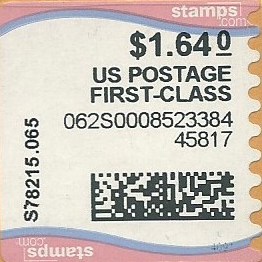 stamps
.com
$1.640
US POSTAGE
FIRST-CLASS
062S0008523384
45817
S78215.065
stamps
.com